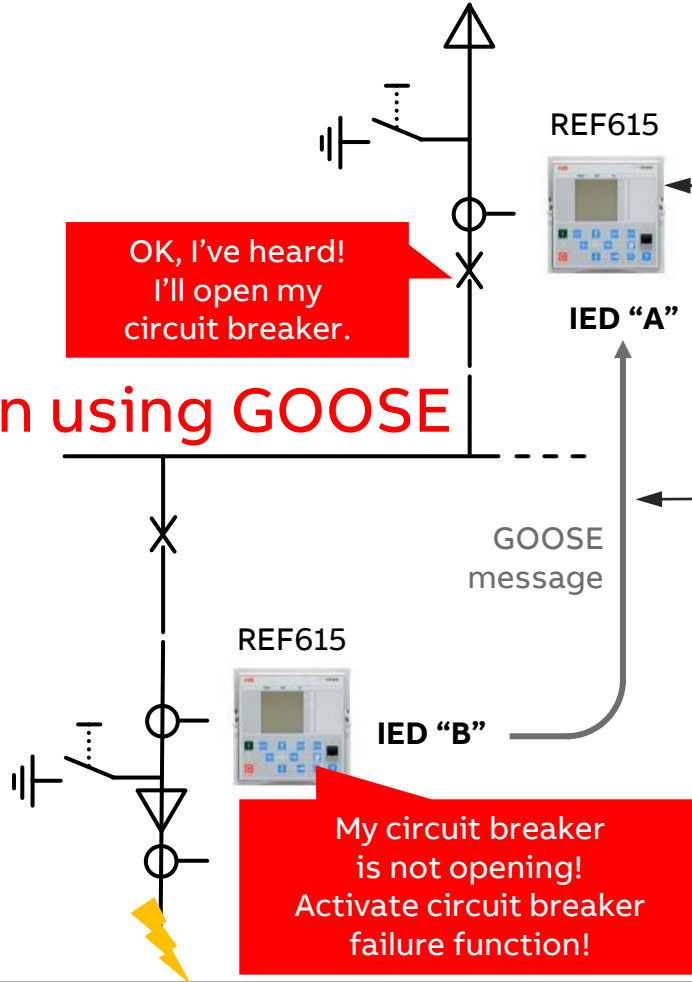 REF615
OK, I’ve heard!
I’ll open my
circuit breaker.
IED “A”
n using GOOSE
GOOSE
message
REF615
IED “B”
My circuit breaker
is not opening!
Activate circuit breaker
failure function!